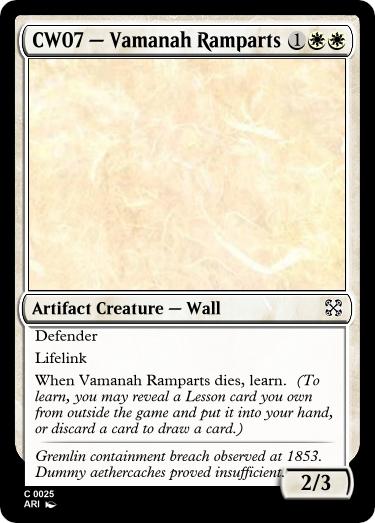 CW07 — Vamanah Ramparts 1
Artifact Creature — Wall
Defender
Lifelink
When Vamanah Ramparts dies, learn. (To
learn, you may reveal a Lesson card you own
from outside the game and put it into your hand,
or discard a card to draw a card.)
Gremlin containment breach observed at 1853.
Dummy aethercaches proved insufficient.
2/3
C 0025
ARI